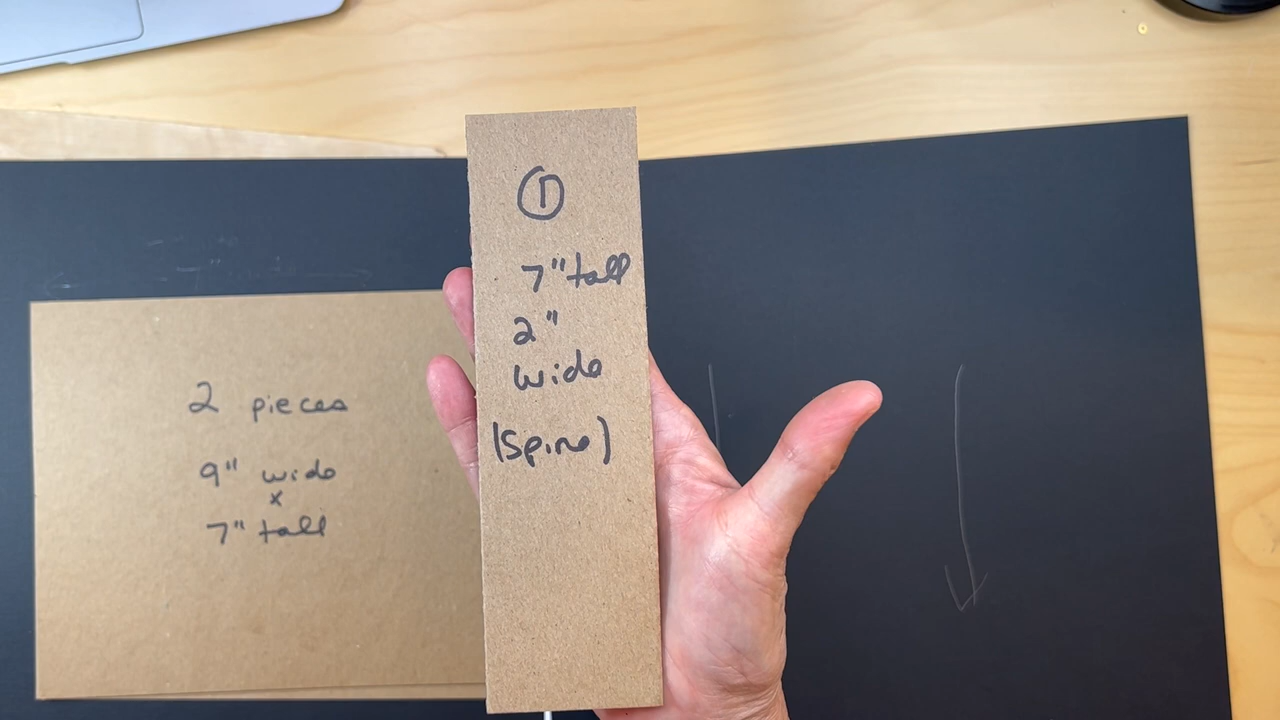 2 pieces
9" wide
x
7" tall
1
7" tall
2"
wide
(Spine)